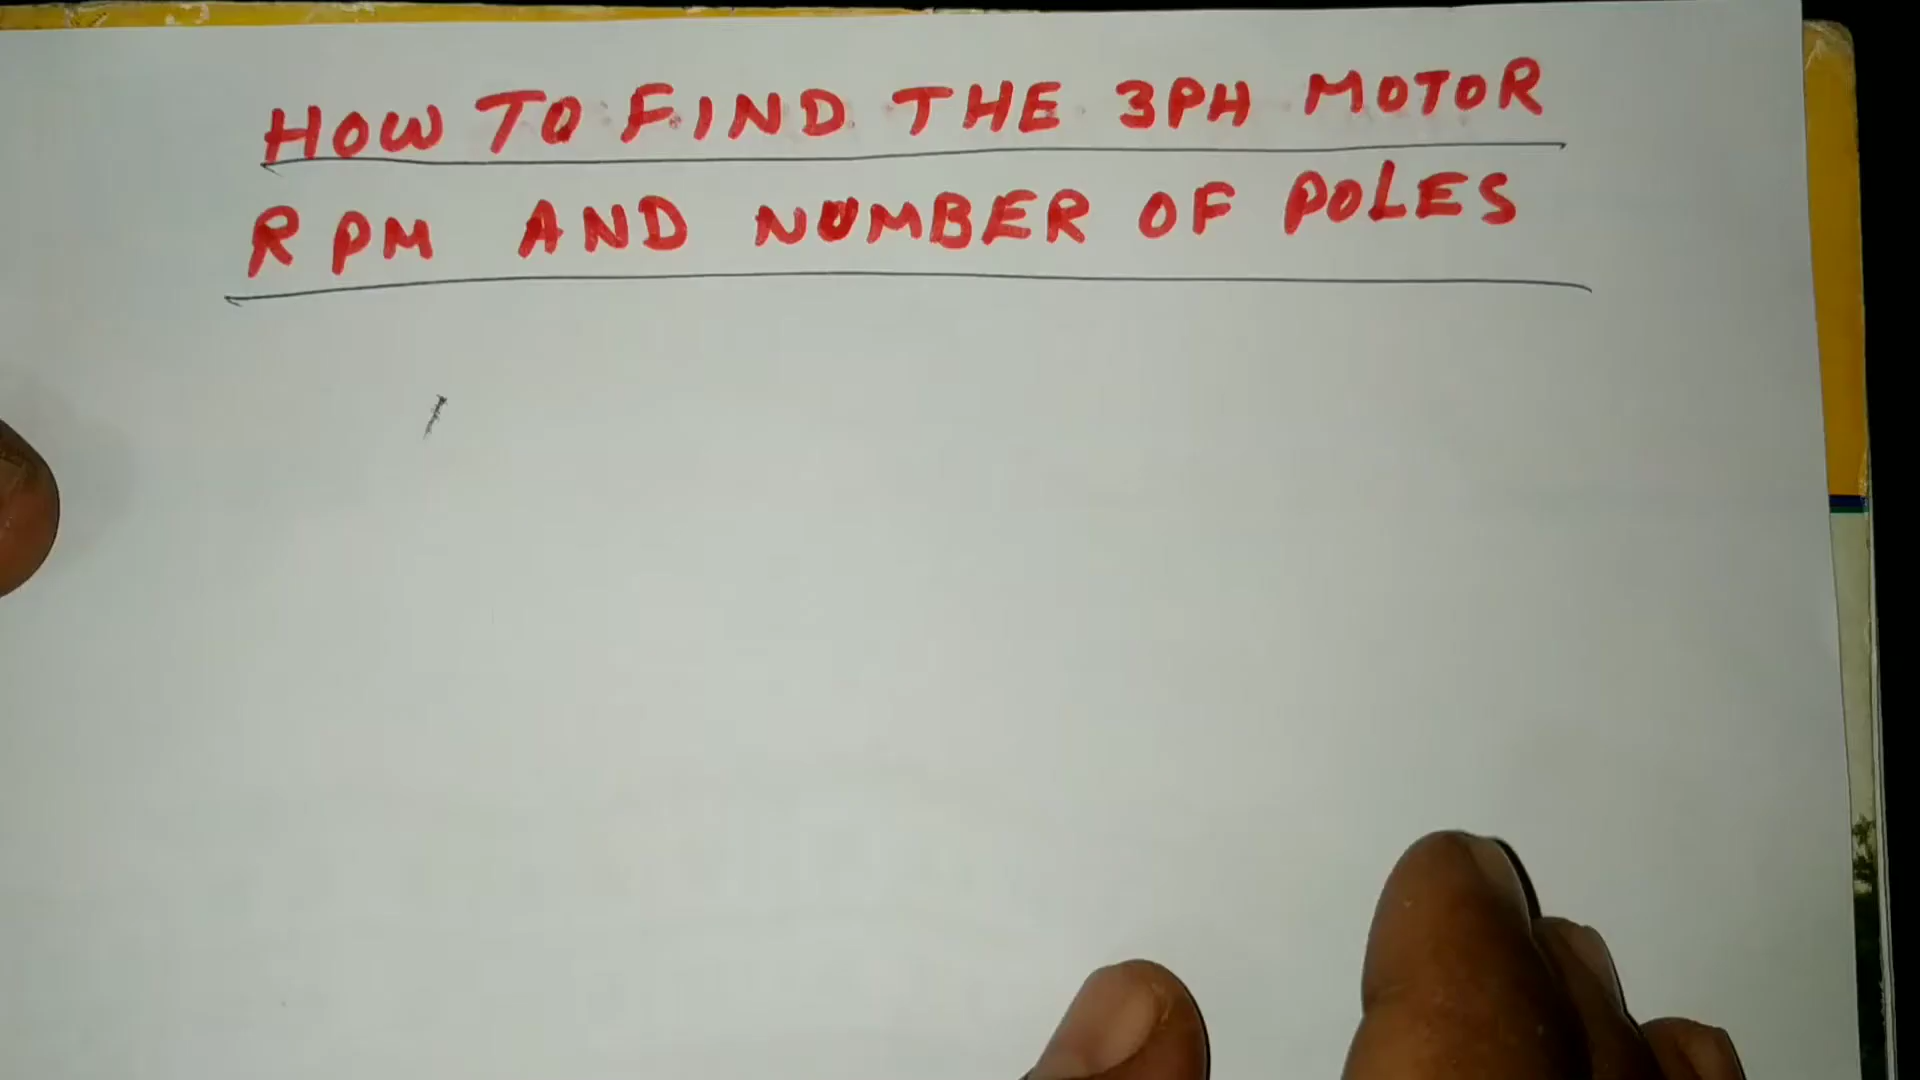 HOW TO FIND THE 3PH MOTOR
RPM AND NUMBER OF POLES